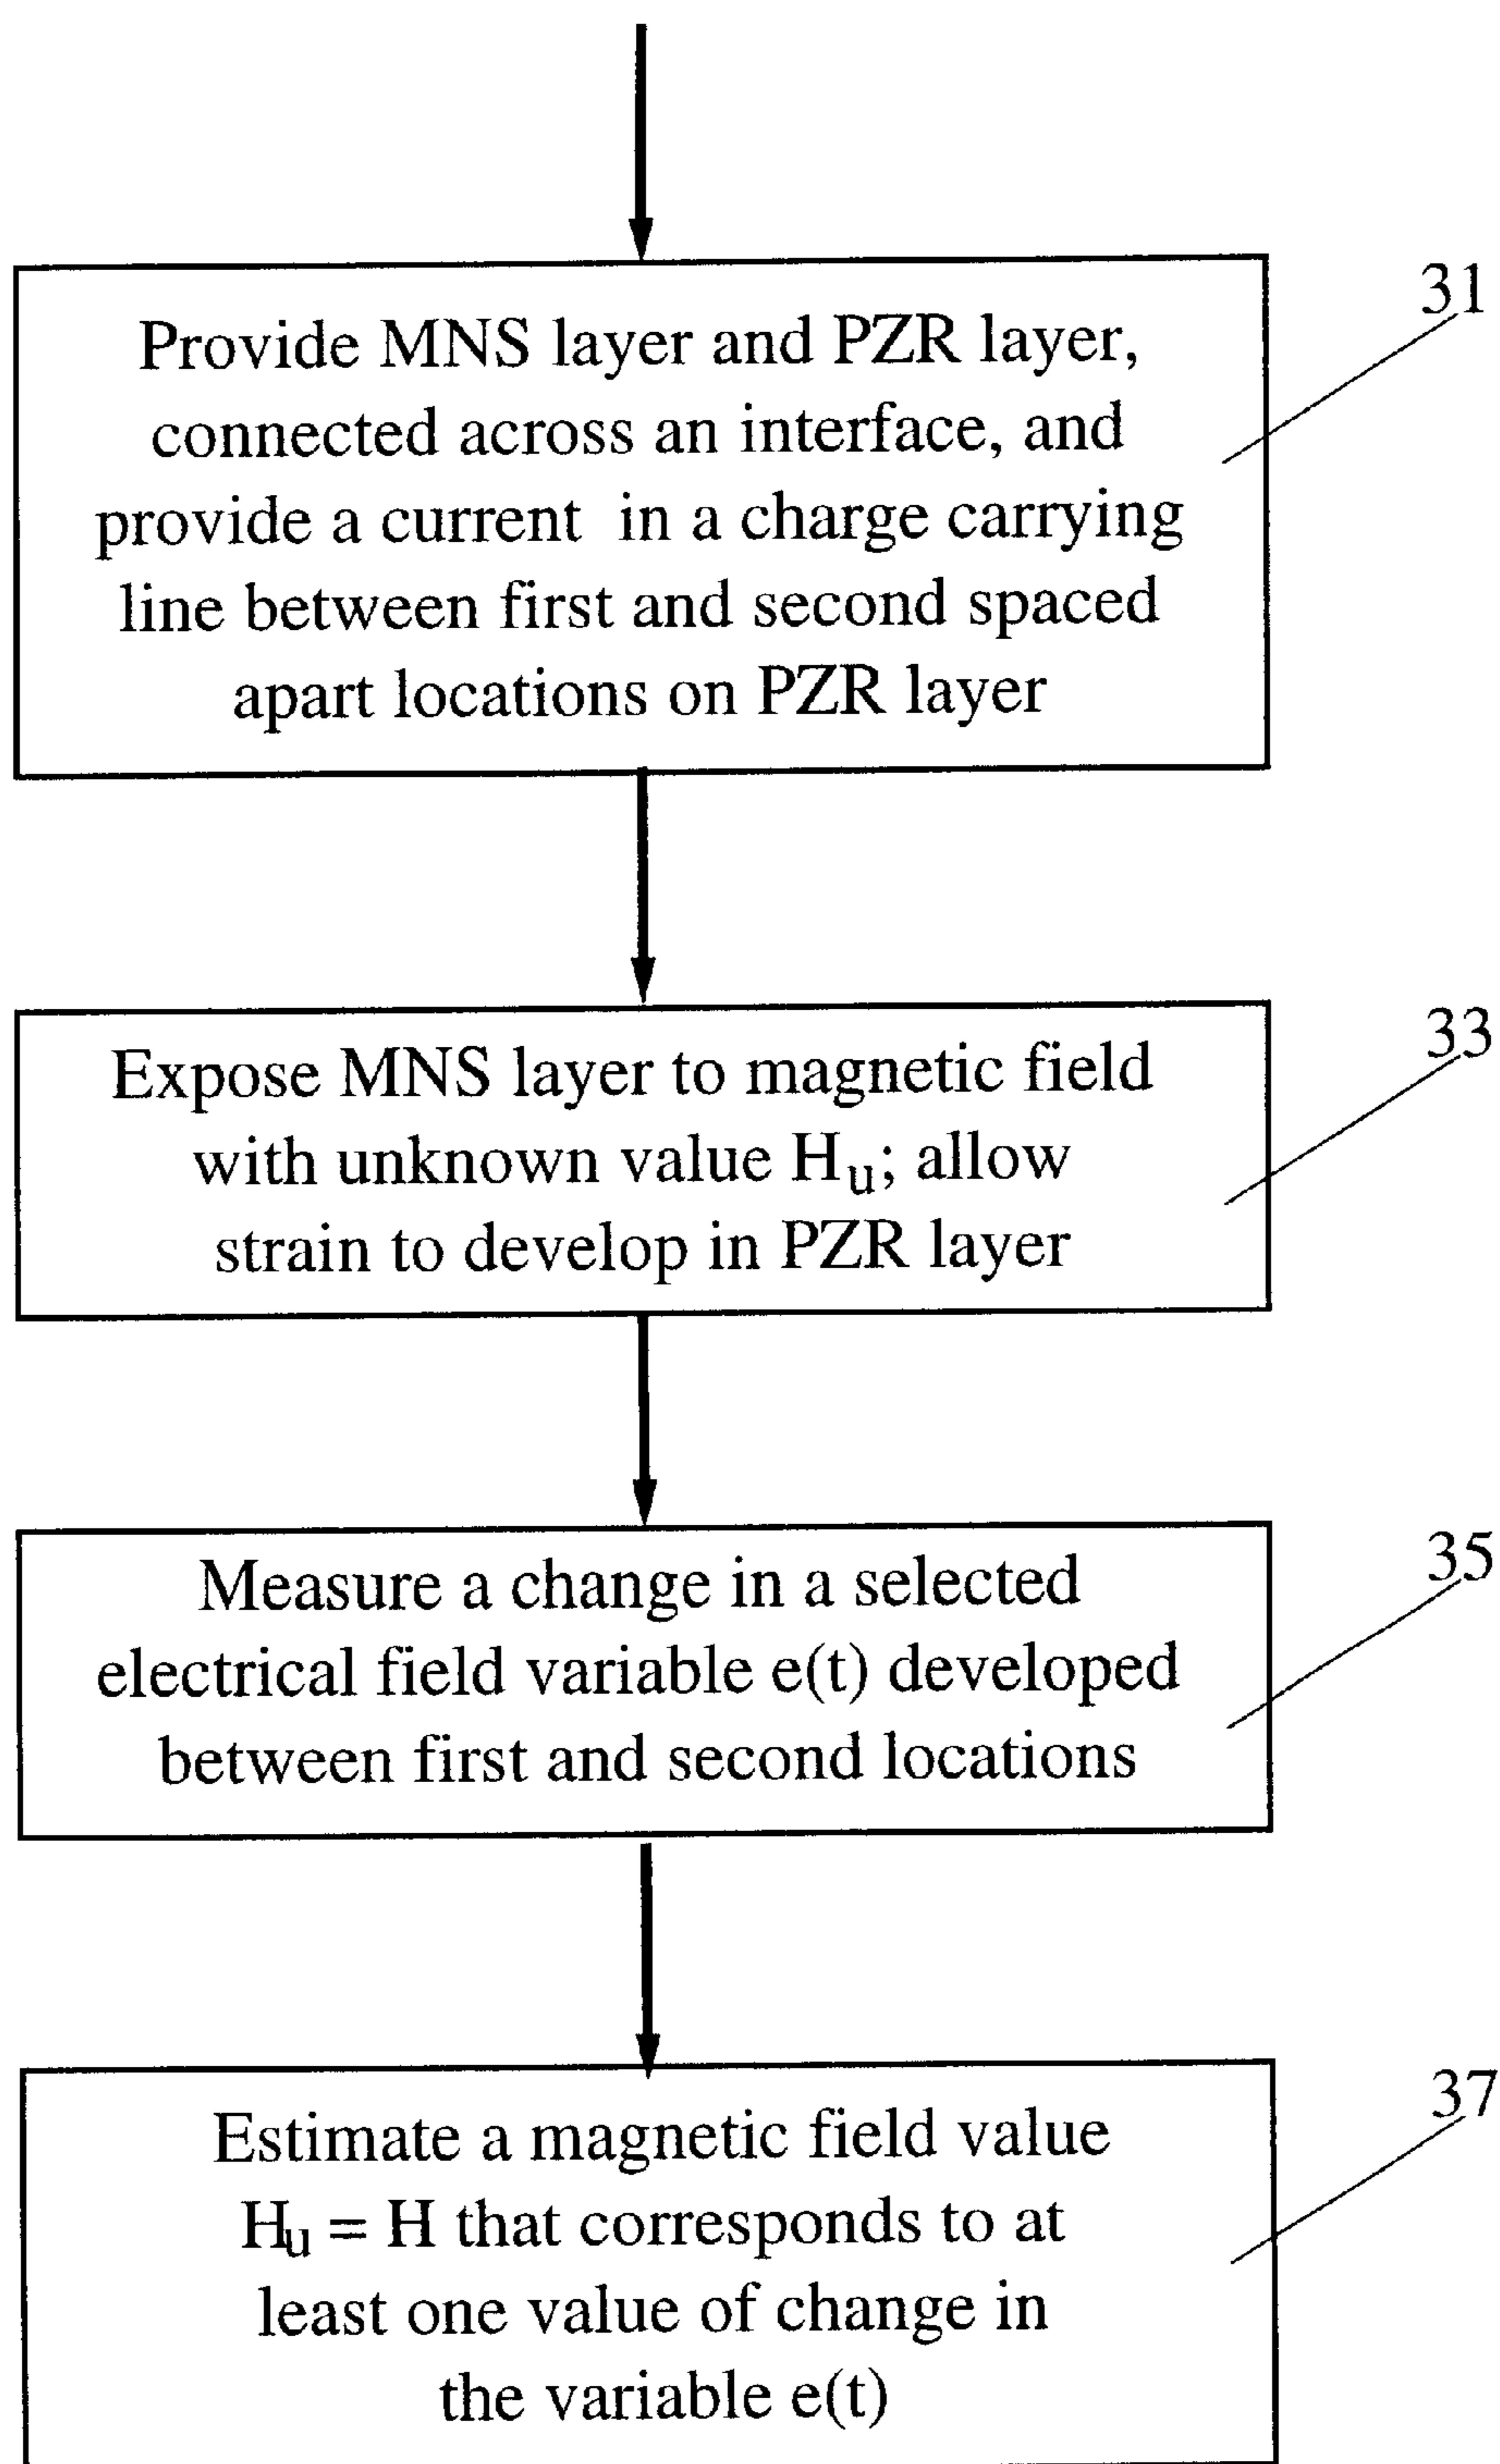 31
Provide MNS layer and PZR layer,
connected across an interface, and
provide a current in a charge carrying
line between first and second spaced
apart locations on PZR layer
33
Expose MNS layer to magnetic field
with unknown value Hu; allow
strain to develop in PZR layer
35
Measure a change in a selected
electrical field variable e(t) developed
between first and second locations
37
Estimate a magnetic field value
Hu = H that corresponds to at
least one value of change in
the variable e(t)